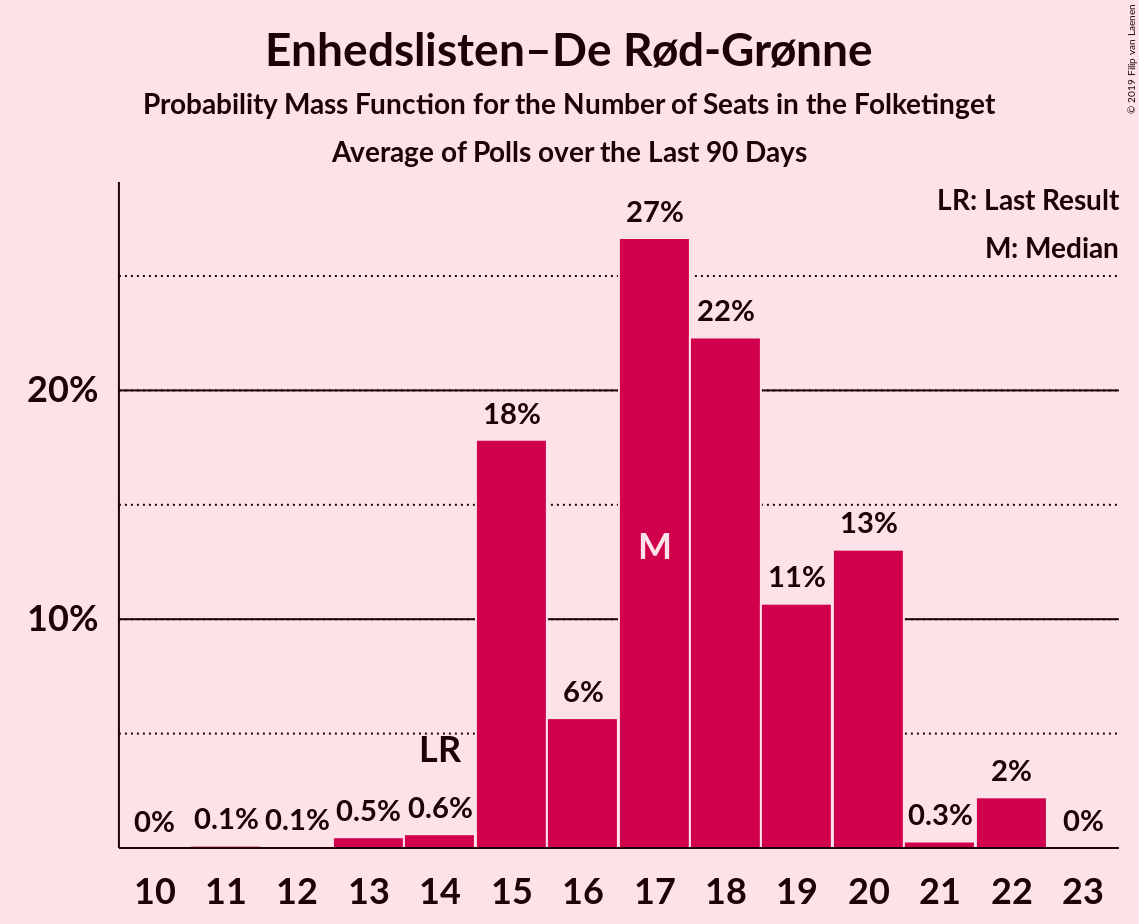 Enhedslisten–De Rød-Grønne
Probability Mass Function for the Number of Seats in the Folketinget
Average of Polls over the Last 90 Days
© 2019 Filip van Laenen
LR: Last Result
M: Median
27%
22%
20%
18%
13%
M
11%
10%
6%
LR
2%
0% 0.1% 0.1% 0.5% 0.6% 0.3% 0%
10 11 12 13 14 15 16 17 18 19 20 21 22 23